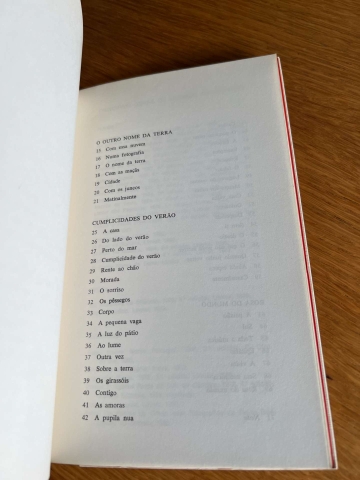 O OUTRO NOME DA TERRA
15 Com essa nuvem
16 Numa fotografia
17 O nome da terra
18 Com as maçãs
19 Cidade
20 Com os juncos
21 Matinalmente
CUMPLICIDADES DO VERÃO
25 A casa
26 Do lado do verão
27 Perto do mar
28 Cumplicidade do verão
29 Rente ao chão
30 Morada
31 O sorriso
32 Os pêssegos
33 Corpo
34 A pequena vaga
35 A luz do pátio
36 Ao lume
37 Outra vez
38 Sobre a terra
39 Os girassóis
40 Contigo
41 As amoras
42 A pupila nua